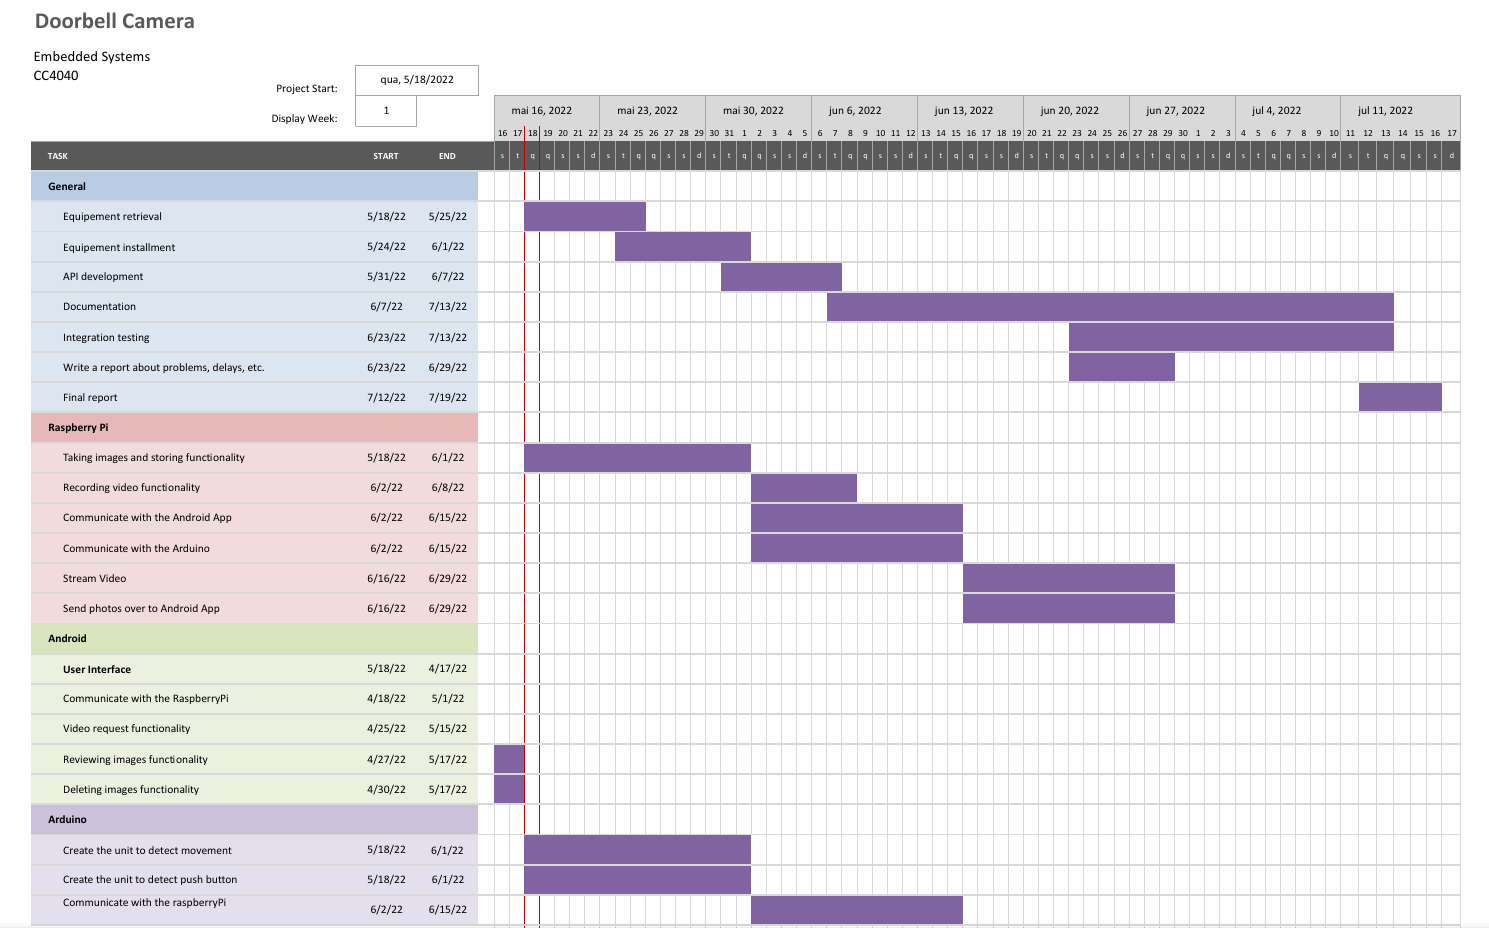 Doorbell Camera
Embedded Systems
CC4040
Project Start: qua, 5/18/2022
Display Week: 1
mai 16, 2022 mai 23, 2022 mai 30, 2022 jun 6, 2022 jun 13, 2022 jun 20, 2022 jun 27, 2022 jul 4, 2022 jul 11, 2022
16 17 18 19 20 21 22 23 24 25 26 27 28 29 30 31 1 2 3 4 5 6 7 8 9 10 11 12 13 14 15 16 17 18 19 20 21 22 23 24 25 26 27 28 29 30 1 2 3 4 5 6 7 8 9 10 11 12 13 14 15 16 17
TASK START END s t q q s s d s t q q s s d s t q q s s d s t q q s s d s t q q s s d s t q q s s d s t q q s s d s t q q s s d s t q q s s d
General
Equipement retrieval 5/18/22 5/25/22
Equipement installment 5/24/22 6/1/22
API development 5/31/22 6/7/22
Documentation 6/7/22 7/13/22
Integration testing 6/23/22 7/13/22
Write a report about problems, delays, etc. 6/23/22 6/29/22
Final report 7/12/22 7/19/22
Raspberry Pi
Taking images and storing functionality 5/18/22 6/1/22
Recording video functionality 6/2/22 6/8/22
Communicate with the Android App 6/2/22 6/15/22
Communicate with the Arduino 6/2/22 6/15/22
Stream Video 6/16/22 6/29/22
Send photos over to Android App 6/16/22 6/29/22
Android
User Interface 5/18/22 4/17/22
Communicate with the RaspberryPi 4/18/22 5/1/22
Video request functionality 4/25/22 5/15/22
Reviewing images functionality 4/27/22 5/17/22
Deleting images functionality 4/30/22 5/17/22
Arduino
Create the unit to detect movement 5/18/22 6/1/22
Create the unit to detect push button 5/18/22 6/1/22
Communicate with the raspberryPi 6/2/22 6/15/22